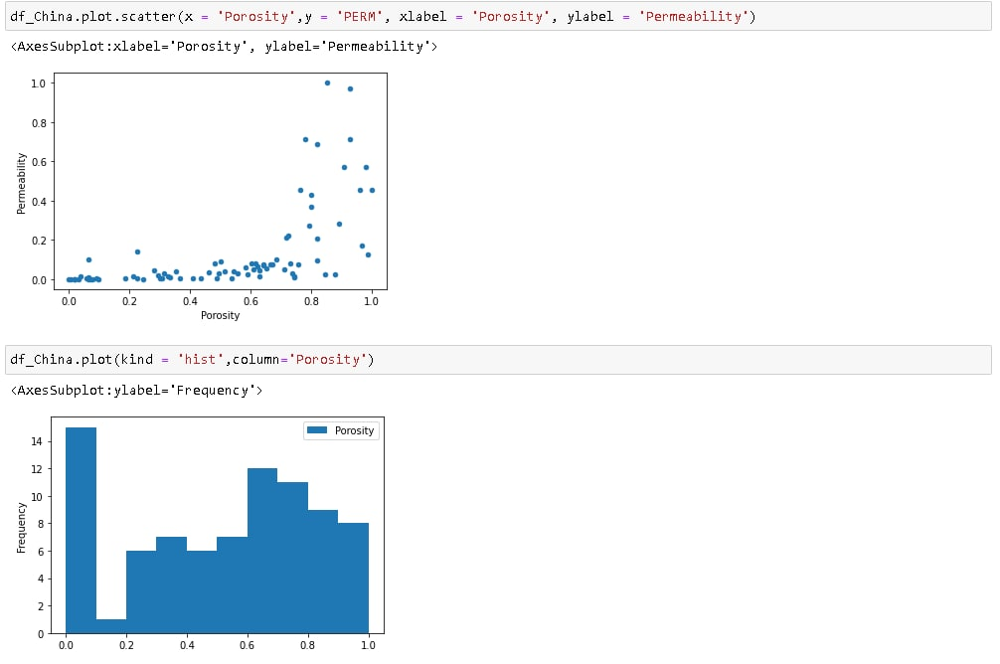 df_China.plot.scatter(x = 'Porosity',y = "PERM", xlabel = 'Porosity', ylabel = 'Permeability')
<AxesSubplot:xlabel='Porosity', ylabel='Permeability'>
1.0
0.8
0.6
0.4
0.2
0.0
Permeability
0.0 0.2 0.4 0.6 0.8 1.0
Porosity
df_China.plot(kind = 'hist',column='Porosity')
<AxesSubplot:ylabel='Frequency'>
Porosity
14
12
10
8
6
4
2
0
Frequency
0.0 0.2 0.4 0.6 0.8 1.0